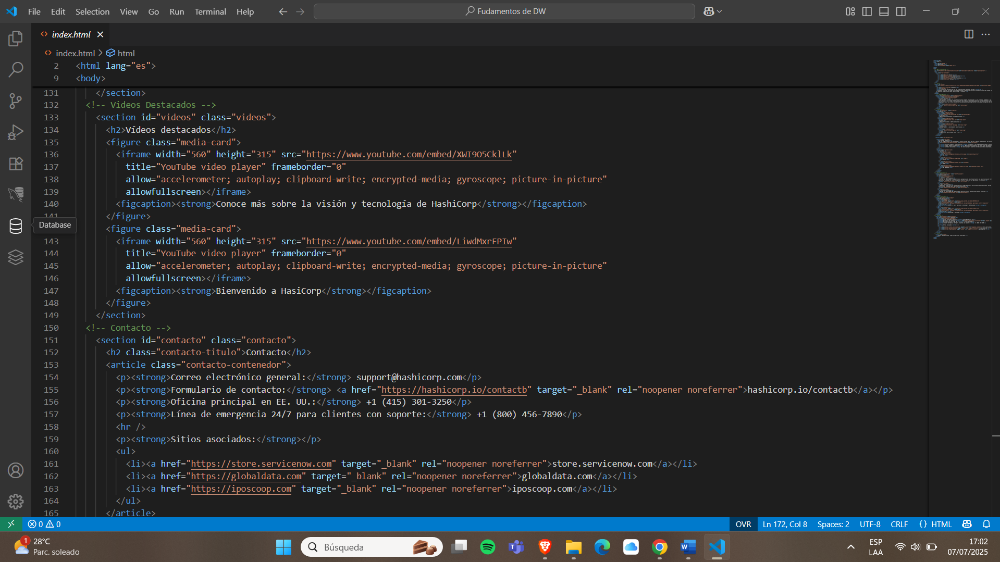 File Edit Selection View Go Run Terminal Help
Fudamentos de DW
index.html
index.html > html
2 <html lang="es">
9 <body>
131 </section>
132 <!-- Videos Destacados -->
133 <section id="videos" class="videos">
134 <h2>Vídeos destacados</h2>
135 <figure class="media-card">
136 <iframe width="560" height="315" src="https://www.youtube.com/embed/XWI9O5CklLk"
137 title="YouTube video player" frameborder="0"
138 allow="accelerometer; autoplay; clipboard-write; encrypted-media; gyroscope; picture-in-picture"
139 allowfullscreen></iframe>
140 <figcaption><strong>Conoce más sobre la visión y tecnología de HashiCorp</strong></figcaption>
141 </figure>
<figure class="media-card">
Database
143 <iframe width="560" height="315" src="https://www.youtube.com/embed/LiwdMxrFPIw"
144 title="YouTube video player" frameborder="0"
145 allow="accelerometer; autoplay; clipboard-write; encrypted-media; gyroscope; picture-in-picture"
146 allowfullscreen></iframe>
147 <figcaption><strong>Bienvenido a HasiCorp</strong></figcaption>
148 </figure>
149 </section>
150 <!-- Contacto -->
151 <section id="contacto" class="contacto">
152 <h2 class="contacto-titulo">Contacto</h2>
153 <article class="contacto-contenedor">
154 <p><strong>Correo electrónico general:</strong> support@hashicorp.com</p>
155 <p><strong>Formulario de contacto:</strong> <a href="https://hashicorp.io/contactb" target="_blank" rel="noopener noreferrer">hashicorp.io/contactb</a></p>
156 <p><strong>Oficina principal en EE. UU.:</strong> +1 (415) 301-3250</p>
157 <p><strong>Línea de emergencia 24/7 para clientes con soporte:</strong> +1 (800) 456-7890</p>
158 <hr />
159 <p><strong>Sitios asociados:</strong></p>
160 <ul>
161 <li><a href="https://store.servicenow.com" target="_blank" rel="noopener noreferrer">store.servicenow.com</a></li>
162 <li><a href="https://globaldata.com" target="_blank" rel="noopener noreferrer">globaldata.com</a></li>
163 <li><a href="https://iposcoop.com" target="_blank" rel="noopener noreferrer">iposcoop.com</a></li>
164 </ul>
165 </article>
0 0 OVR Ln 172, Col 8 Spaces: 2 UTF-8 CRLF {} HTML
1 28°C
Parc. soleado
Búsqueda
ESP
LAA
17:02
07/07/2025